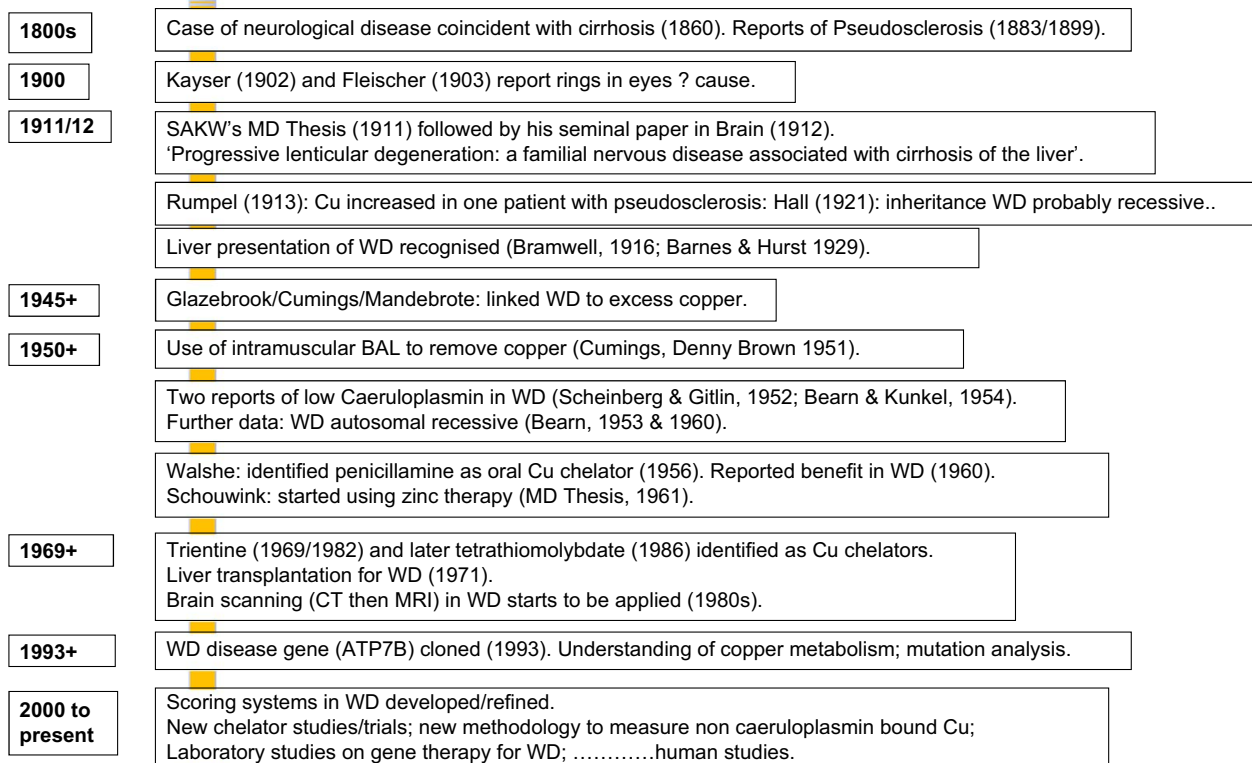 1800s
Case of neurological disease coincident with cirrhosis (1860). Reports of Pseudosclerosis (1883/1899).
1900
Kayser (1902) and Fleischer (1903) report rings in eyes ? cause.
1911/12
SAKW's MD Thesis (1911) followed by his seminal paper in Brain (1912).
‘Progressive lenticular degeneration: a familial nervous disease associated with cirrhosis of the liver’.
Rumpel (1913): Cu increased in one patient with pseudosclerosis: Hall (1921): inheritance WD probably recessive..
Liver presentation of WD recognised (Bramwell, 1916; Barnes & Hurst 1929).
1945+
Glazebrook/Cumings/Mandebrote: linked WD to excess copper.
1950+
Use of intramuscular BAL to remove copper (Cumings, Denny Brown 1951).
Two reports of low Caeruloplasmin in WD (Scheinberg & Gitlin, 1952; Bearn & Kunkel, 1954).
Further data: WD autosomal recessive (Bearn, 1953 & 1960).
Walshe: identified penicillamine as oral Cu chelator (1956). Reported benefit in WD (1960).
Schouwink: started using zinc therapy (MD Thesis, 1961).
1969+
Trientine (1969/1982) and later tetrathiomolybdate (1986) identified as Cu chelators.
Liver transplantation for WD (1971).
Brain scanning (CT then MRI) in WD starts to be applied (1980s).
1993+
WD disease gene (ATP7B) cloned (1993). Understanding of copper metabolism; mutation analysis.
2000 to
present
Scoring systems in WD developed/refined.
New chelator studies/trials; new methodology to measure non caeruloplasmin bound Cu;
Laboratory studies on gene therapy for WD; …………human studies.